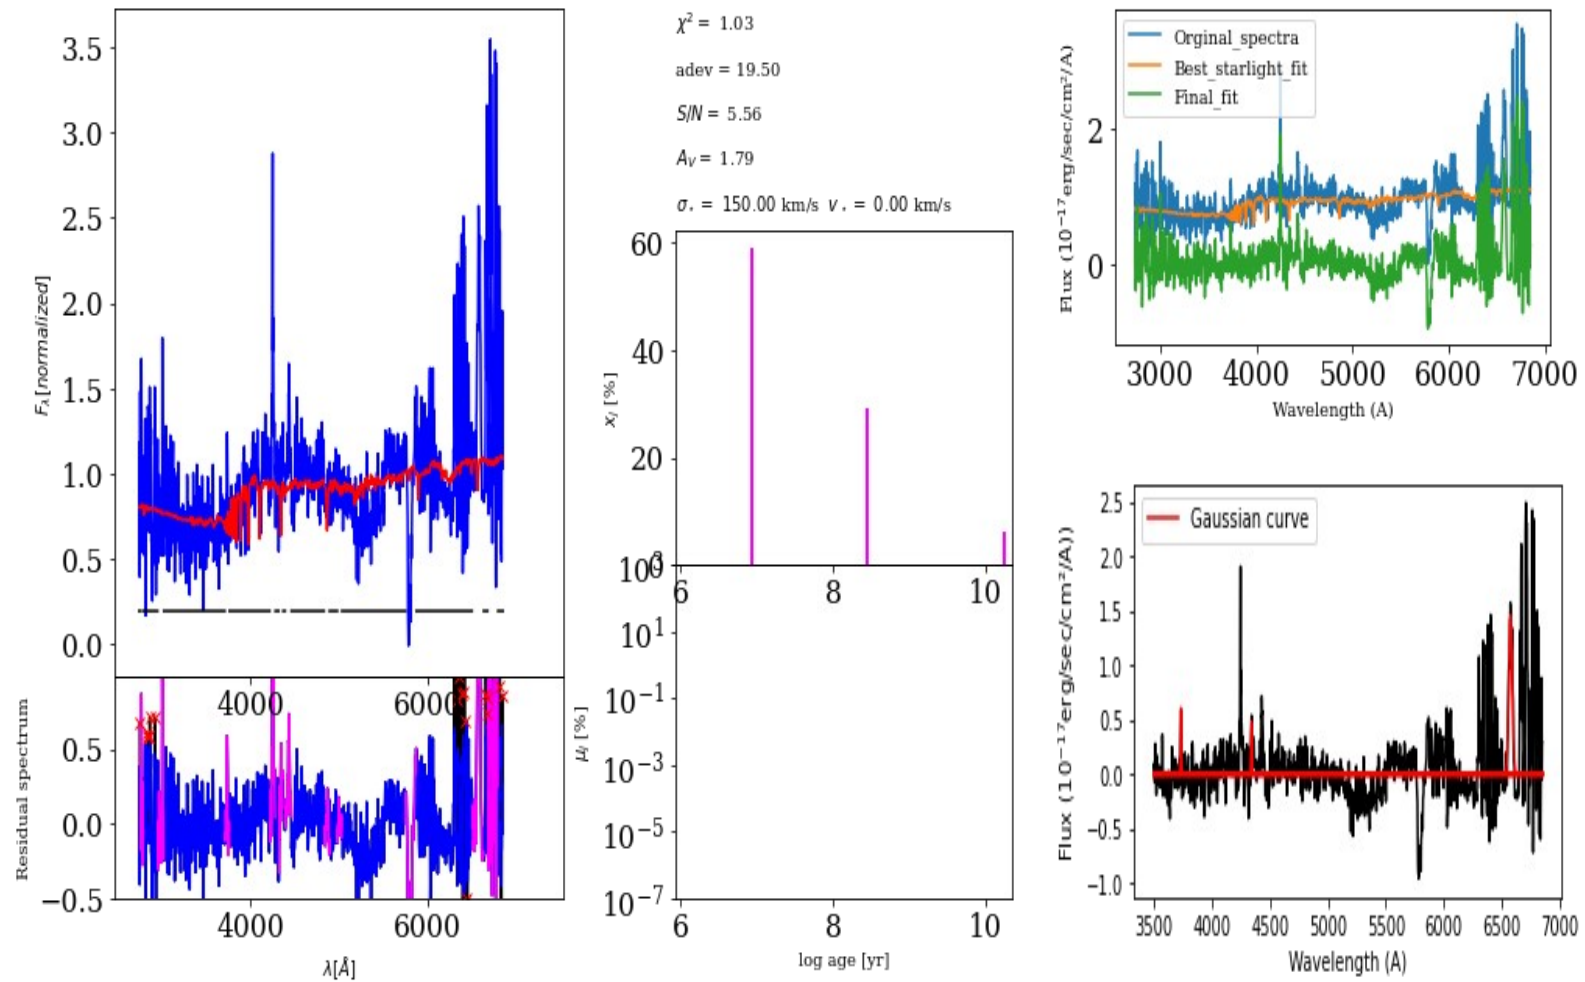 3.5
3.0
2.5
2.0
1.5
1.0
0.5
0.0
F_λ[normalized]
4000
6000
0.5
0.0
−0.5
Residual spectrum
4000
6000
λ[Å]
χ² = 1.03
adev = 19.50
S/N = 5.56
A_V = 1.79
σ⋆ = 150.00 km/s v⋆ = 0.00 km/s
60
40
20
x_j [%]
6
8
10
10¹
10⁻¹
10⁻³
10⁻⁵
10⁻⁷
μ_j [%]
6
8
10
log age [yr]
Orginal_spectra
Best_starlight_fit
Final_fit
2
0
Flux (10⁻¹⁷erg/sec/cm²/A)
3000
4000
5000
6000
7000
Wavelength (A)
Gaussian curve
2.5
2.0
1.5
1.0
0.5
0.0
−0.5
−1.0
Flux (10⁻¹⁷erg/sec/cm²/A))
3500
4000
4500
5000
5500
6000
6500
7000
Wavelength (A)